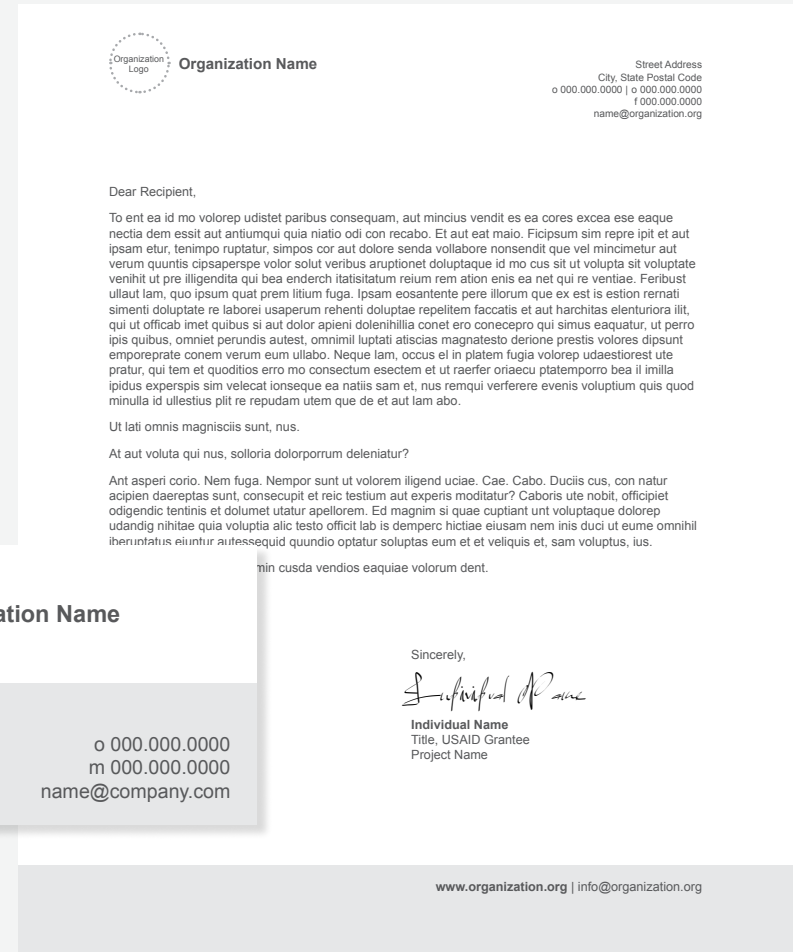 Organization
Logo
Organization Name
Street Address
City, State Postal Code
o 000.000.0000 | o 000.000.0000
f 000.000.0000
name@organization.org
Dear Recipient,
To ent ea id mo volorep udistet paribus consequam, aut mincius vendit es ea cores excea ese eaque
nectia dem essit aut antiumqui quia niatio odi con recabo. Et aut eat maio. Ficipsum sim repre ipit et aut
ipsam etur, tenimpo ruptatur, simpos cor aut dolore senda vollabore nonsendit que vel mincimetur aut
verum quuntis cipsaperspe volor solut veribus aruptionet doluptaque id mo cus sit ut volupta sit voluptate
venihit ut pre illigendita qui bea enderch itatisitatum reium rem ation enis ea net qui re ventiae. Feribust
ullaut lam, quo ipsum quat prem litium fuga. Ipsam eosantente pere illorum que ex est is estion rernati
simenti doluptate re laborei usaperum rehenti doluptae repelitem faccatis et aut harchitas elenturiora ilit,
qui ut officab imet quibus si aut dolor apieni dolenihillia conet ero conecepro qui simus eaquatur, ut perro
ipis quibus, omniet perundis autest, omnimil luptati atiscias magnatesto derione prestis volores dipsunt
emporeprate conem verum eum ullabo. Neque lam, occus el in platem fugia volorep udaestiorest ute
pratur, qui tem et quoditios erro mo consectum esectem et ut raerfer oriaecu ptatemporro bea il imilla
ipidus experspis sim velecat ionseque ea natiis sam et, nus remqui verferere evenis voluptium quis quod
minulla id ullestius plit re repudam utem que de et aut lam abo.
Ut lati omnis magnisciis sunt, nus.
At aut voluta qui nus, solloria dolorporrum deleniatur?
Ant asperi corio. Nem fuga. Nempor sunt ut volorem iligend uciae. Cae. Cabo. Duciis cus, con natur
acipien daereptas sunt, consecupit et reic testium aut experis moditatur? Caboris ute nobit, officipiet
odigendic tentinis et dolumet utatur apellorem. Ed magnim si quae cuptiant unt voluptaque dolorep
udandig nihitae quia voluptia alic testo officit lab is demperc hictiae eiusam nem inis duci ut eume omnihil
iberuptatus eiuntur autessequid quundio optatur soluptas eum et et veliquis et, sam voluptus, ius.
min cusda vendios eaquiae volorum dent.
ation Name
o 000.000.0000
m 000.000.0000
name@company.com
Sincerely,
Individual Name
Individual Name
Title, USAID Grantee
Project Name
www.organization.org | info@organization.org